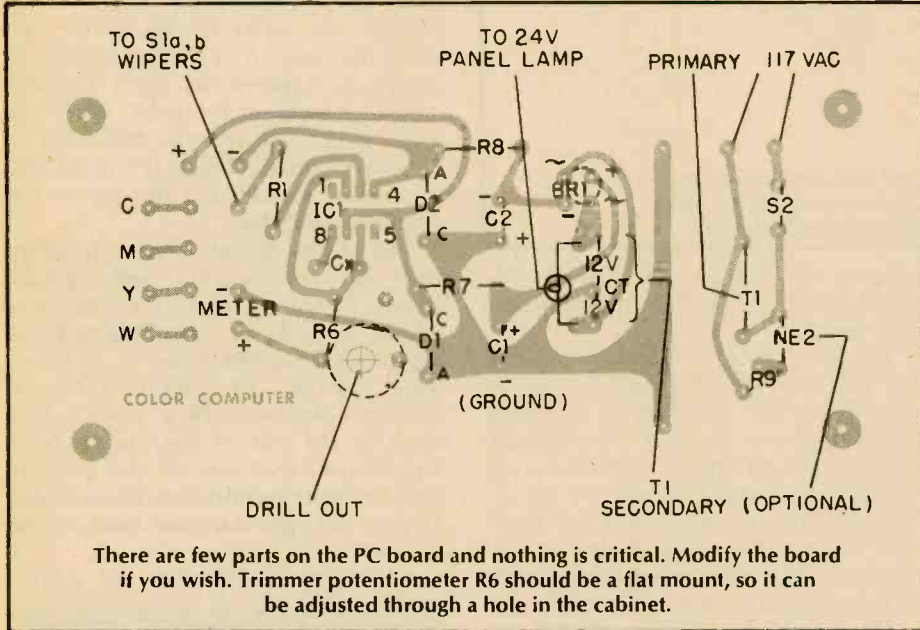 TO S1a,b
WIPERS
TO 24V
PANEL LAMP
PRIMARY
117 VAC
+
-
R8
A
~
+
BR1
-
~
R1
1
4
IC1
8
5
D2
C
-
C2
+
S2
C
M
Y
W
Cx
12V
CT
12V
R7
-
METER
+
R6
C
D1
A
+
C1
-
T1
NE2
R9
COLOR COMPUTER
(GROUND)
DRILL OUT
T1
SECONDARY
(OPTIONAL)
There are few parts on the PC board and nothing is critical. Modify the board
if you wish. Trimmer potentiometer R6 should be a flat mount, so it can
be adjusted through a hole in the cabinet.